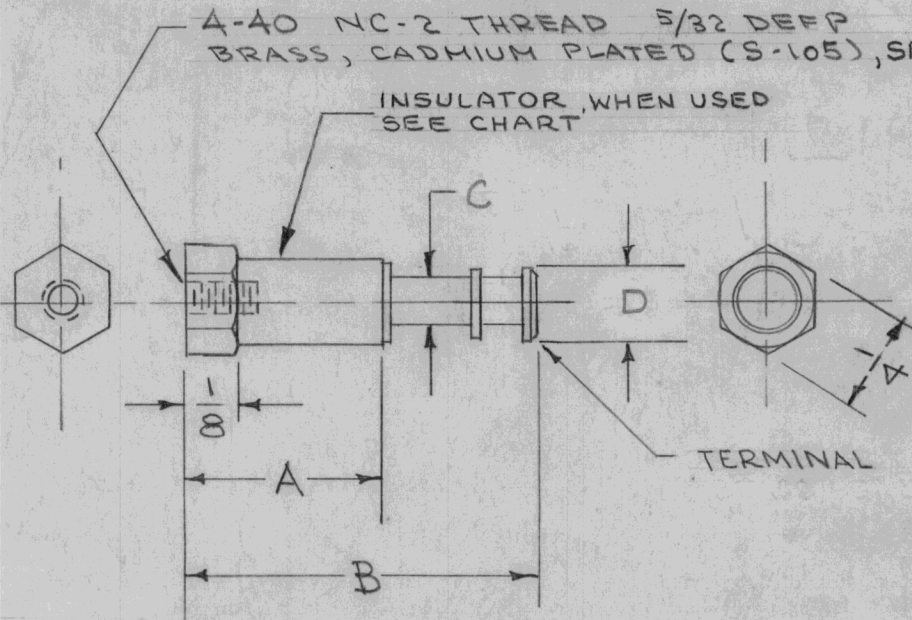 4-40 NC-2 THREAD 5/32 DEEP
BRASS, CADMIUM PLATED (S-105),
INSULATOR, WHEN USED
SEE CHART
C
D
1/4
1/8
TERMINAL
A
B